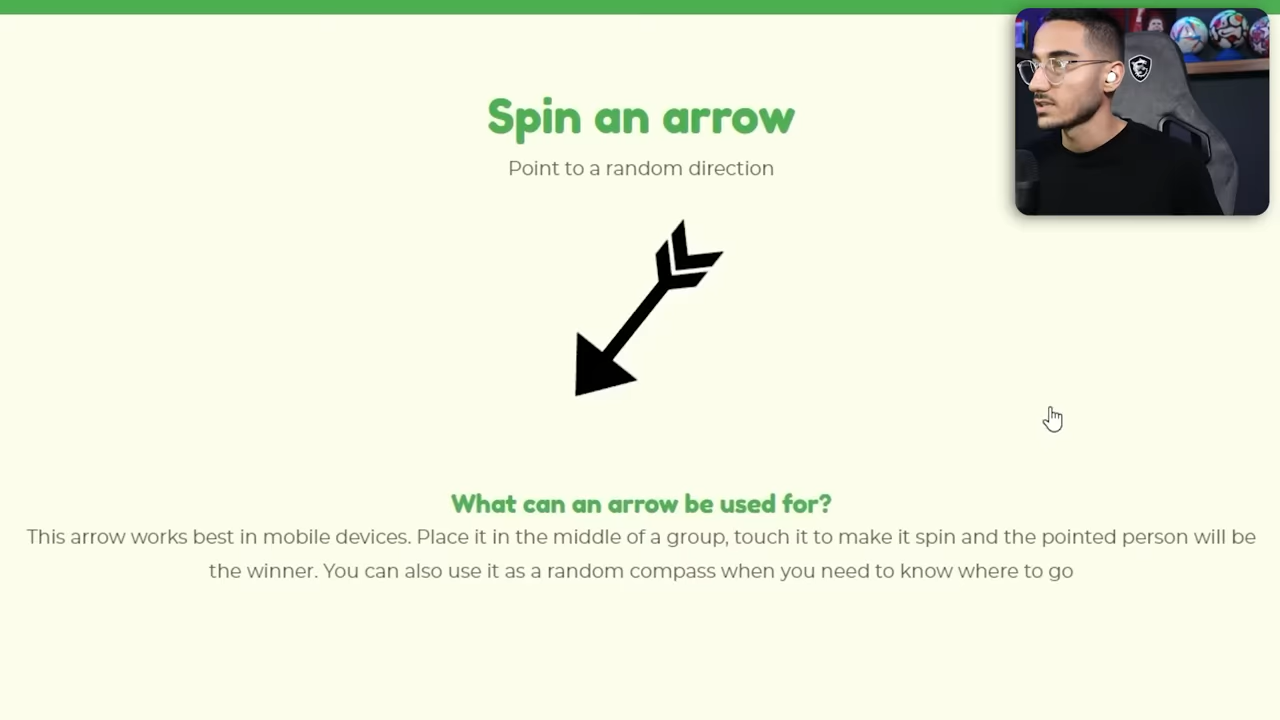 Spin an arrow
Point to a random direction
What can an arrow be used for?
This arrow works best in mobile devices. Place it in the middle of a group, touch it to make it spin and the pointed person will be
the winner. You can also use it as a random compass when you need to know where to go